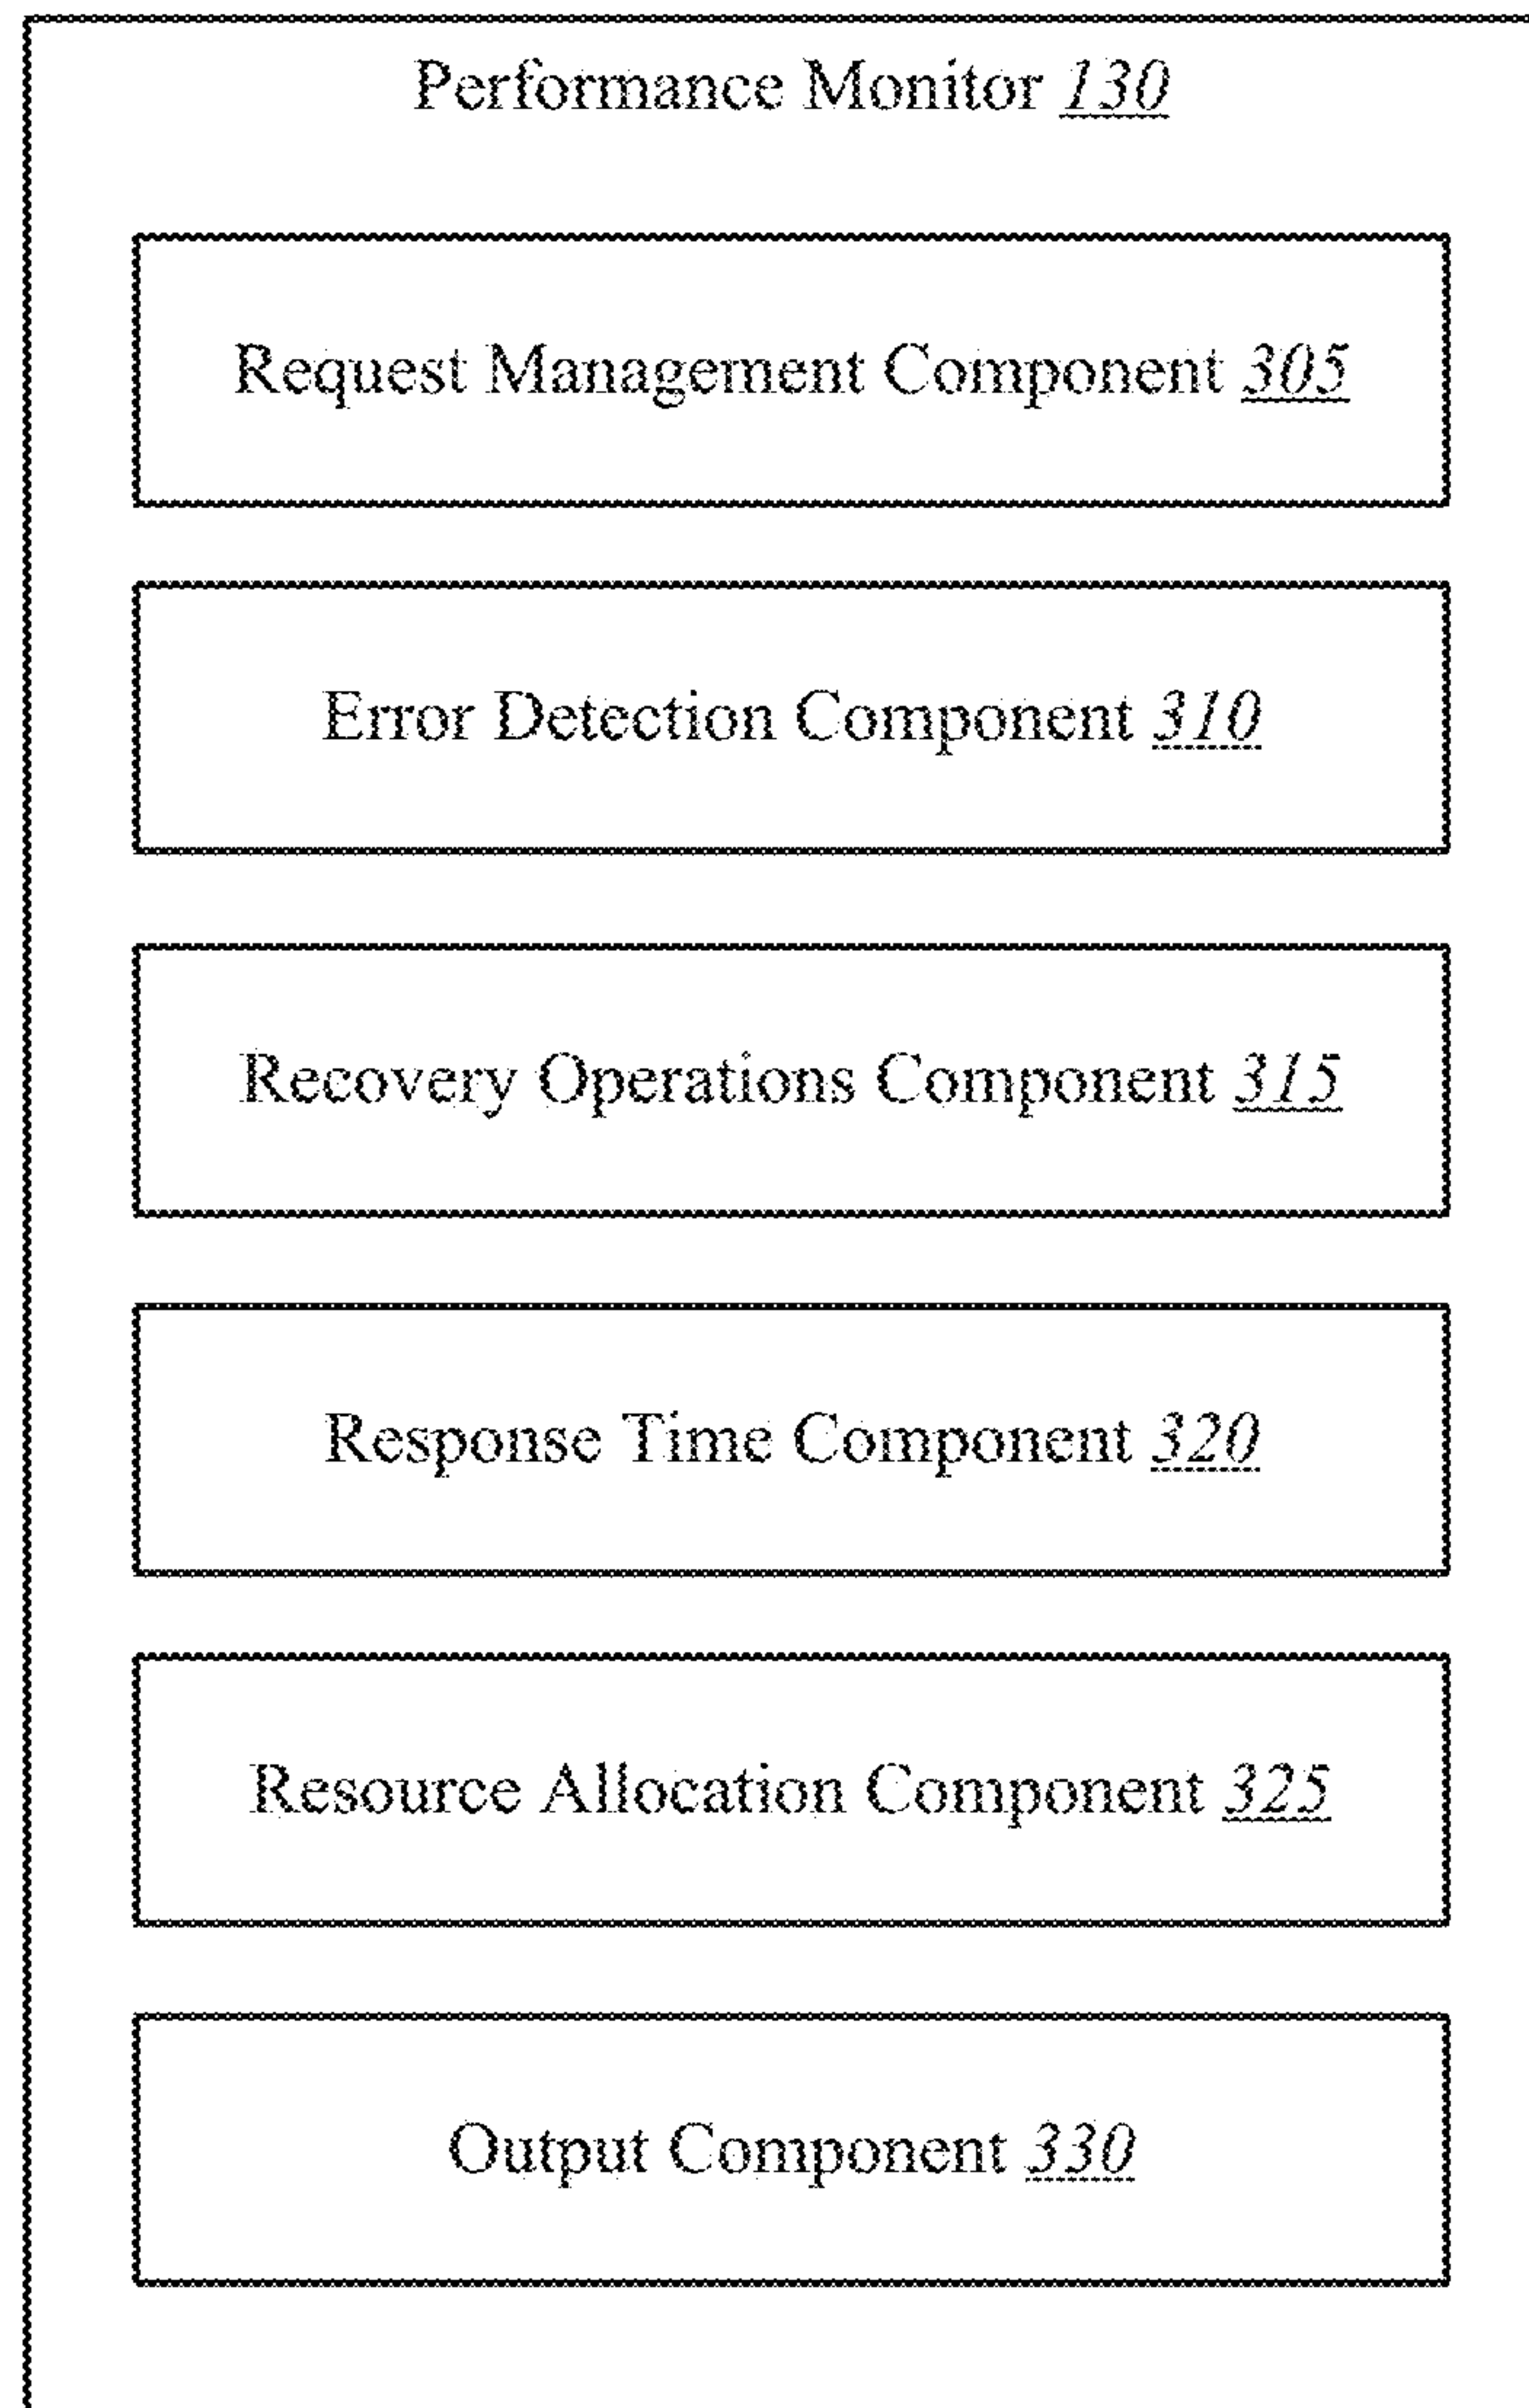 Performance Monitor 130
Request Management Component 305
Error Detection Component 310
Recovery Operations Component 315
Response Time Component 320
Resource Allocation Component 325
Output Component 330